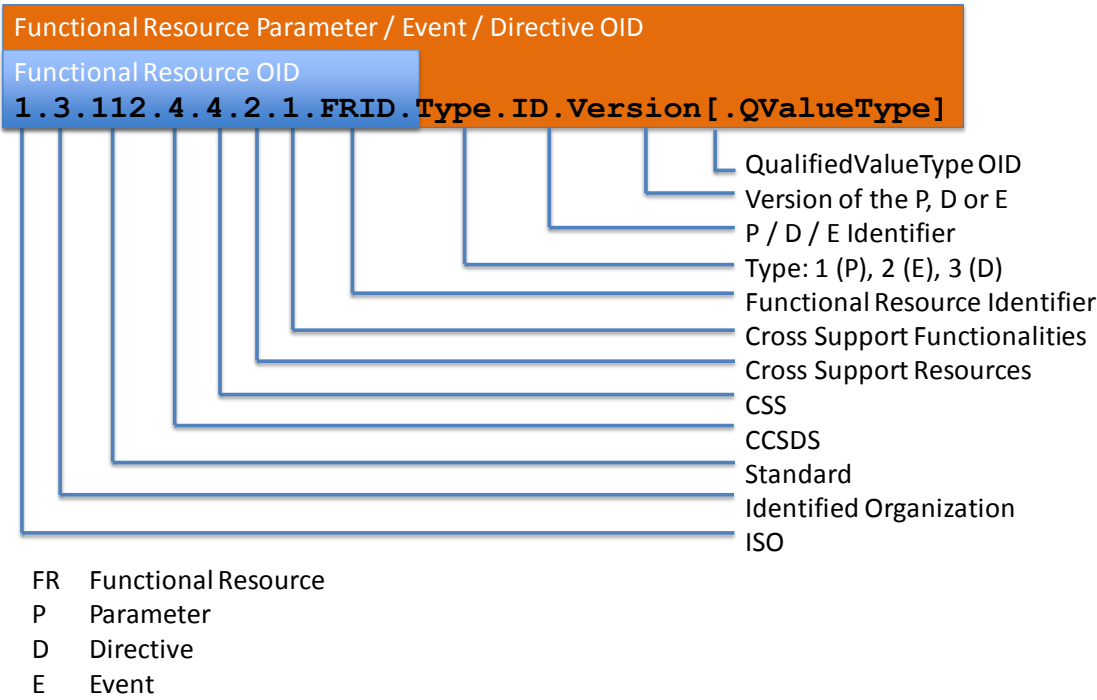 Functional Resource Parameter / Event / Directive OID
Functional Resource OID
1.3.112.4.4.2.1.FRID.Type.ID.Version[.QValueType]
QualifiedValueType OID
Version of the P, D or E
P / D / E Identifier
Type: 1 (P), 2 (E), 3 (D)
Functional Resource Identifier
Cross Support Functionalities
Cross Support Resources
CSS
CCSDS
Standard
Identified Organization
ISO
FR Functional Resource
P Parameter
D Directive
E Event